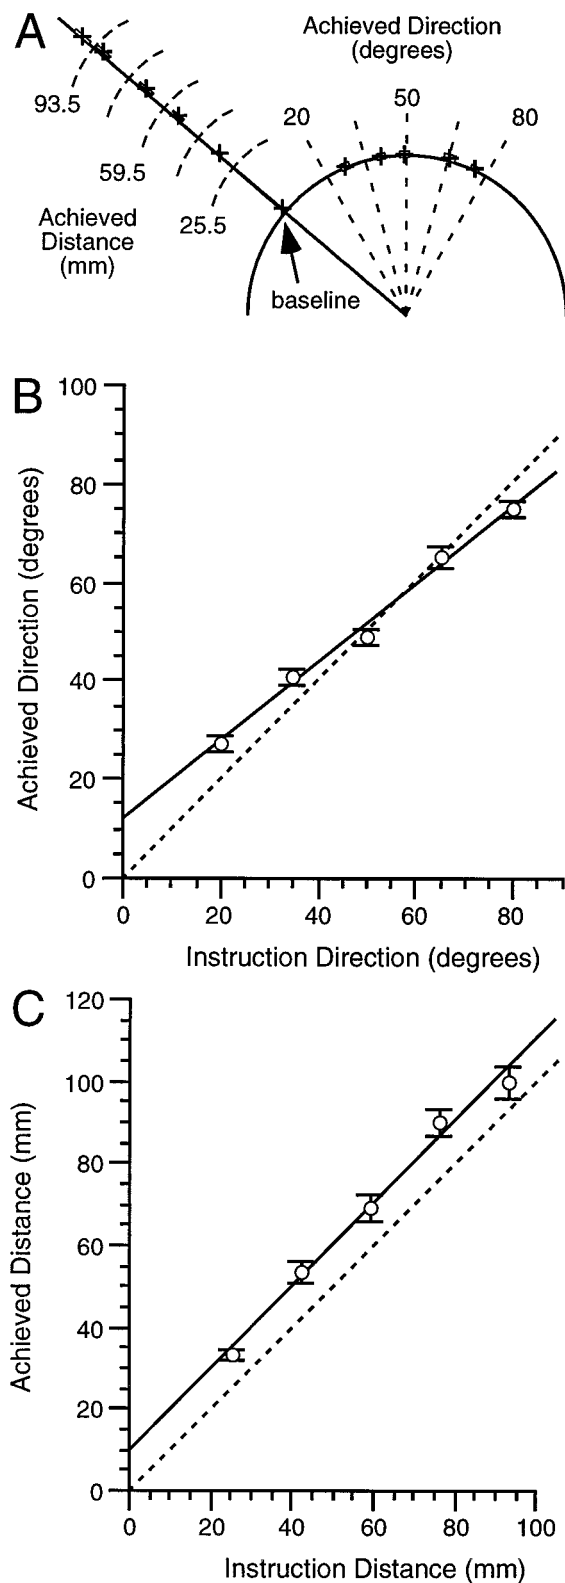 A
Achieved Direction
(degrees)
20
50
80
93.5
59.5
25.5
Achieved
Distance
(mm)
baseline
B
Achieved Direction (degrees)
100
80
60
40
20
0
0 20 40 60 80
Instruction Direction (degrees)
C
Achieved Distance (mm)
120
100
80
60
40
20
0
0 20 40 60 80 100
Instruction Distance (mm)